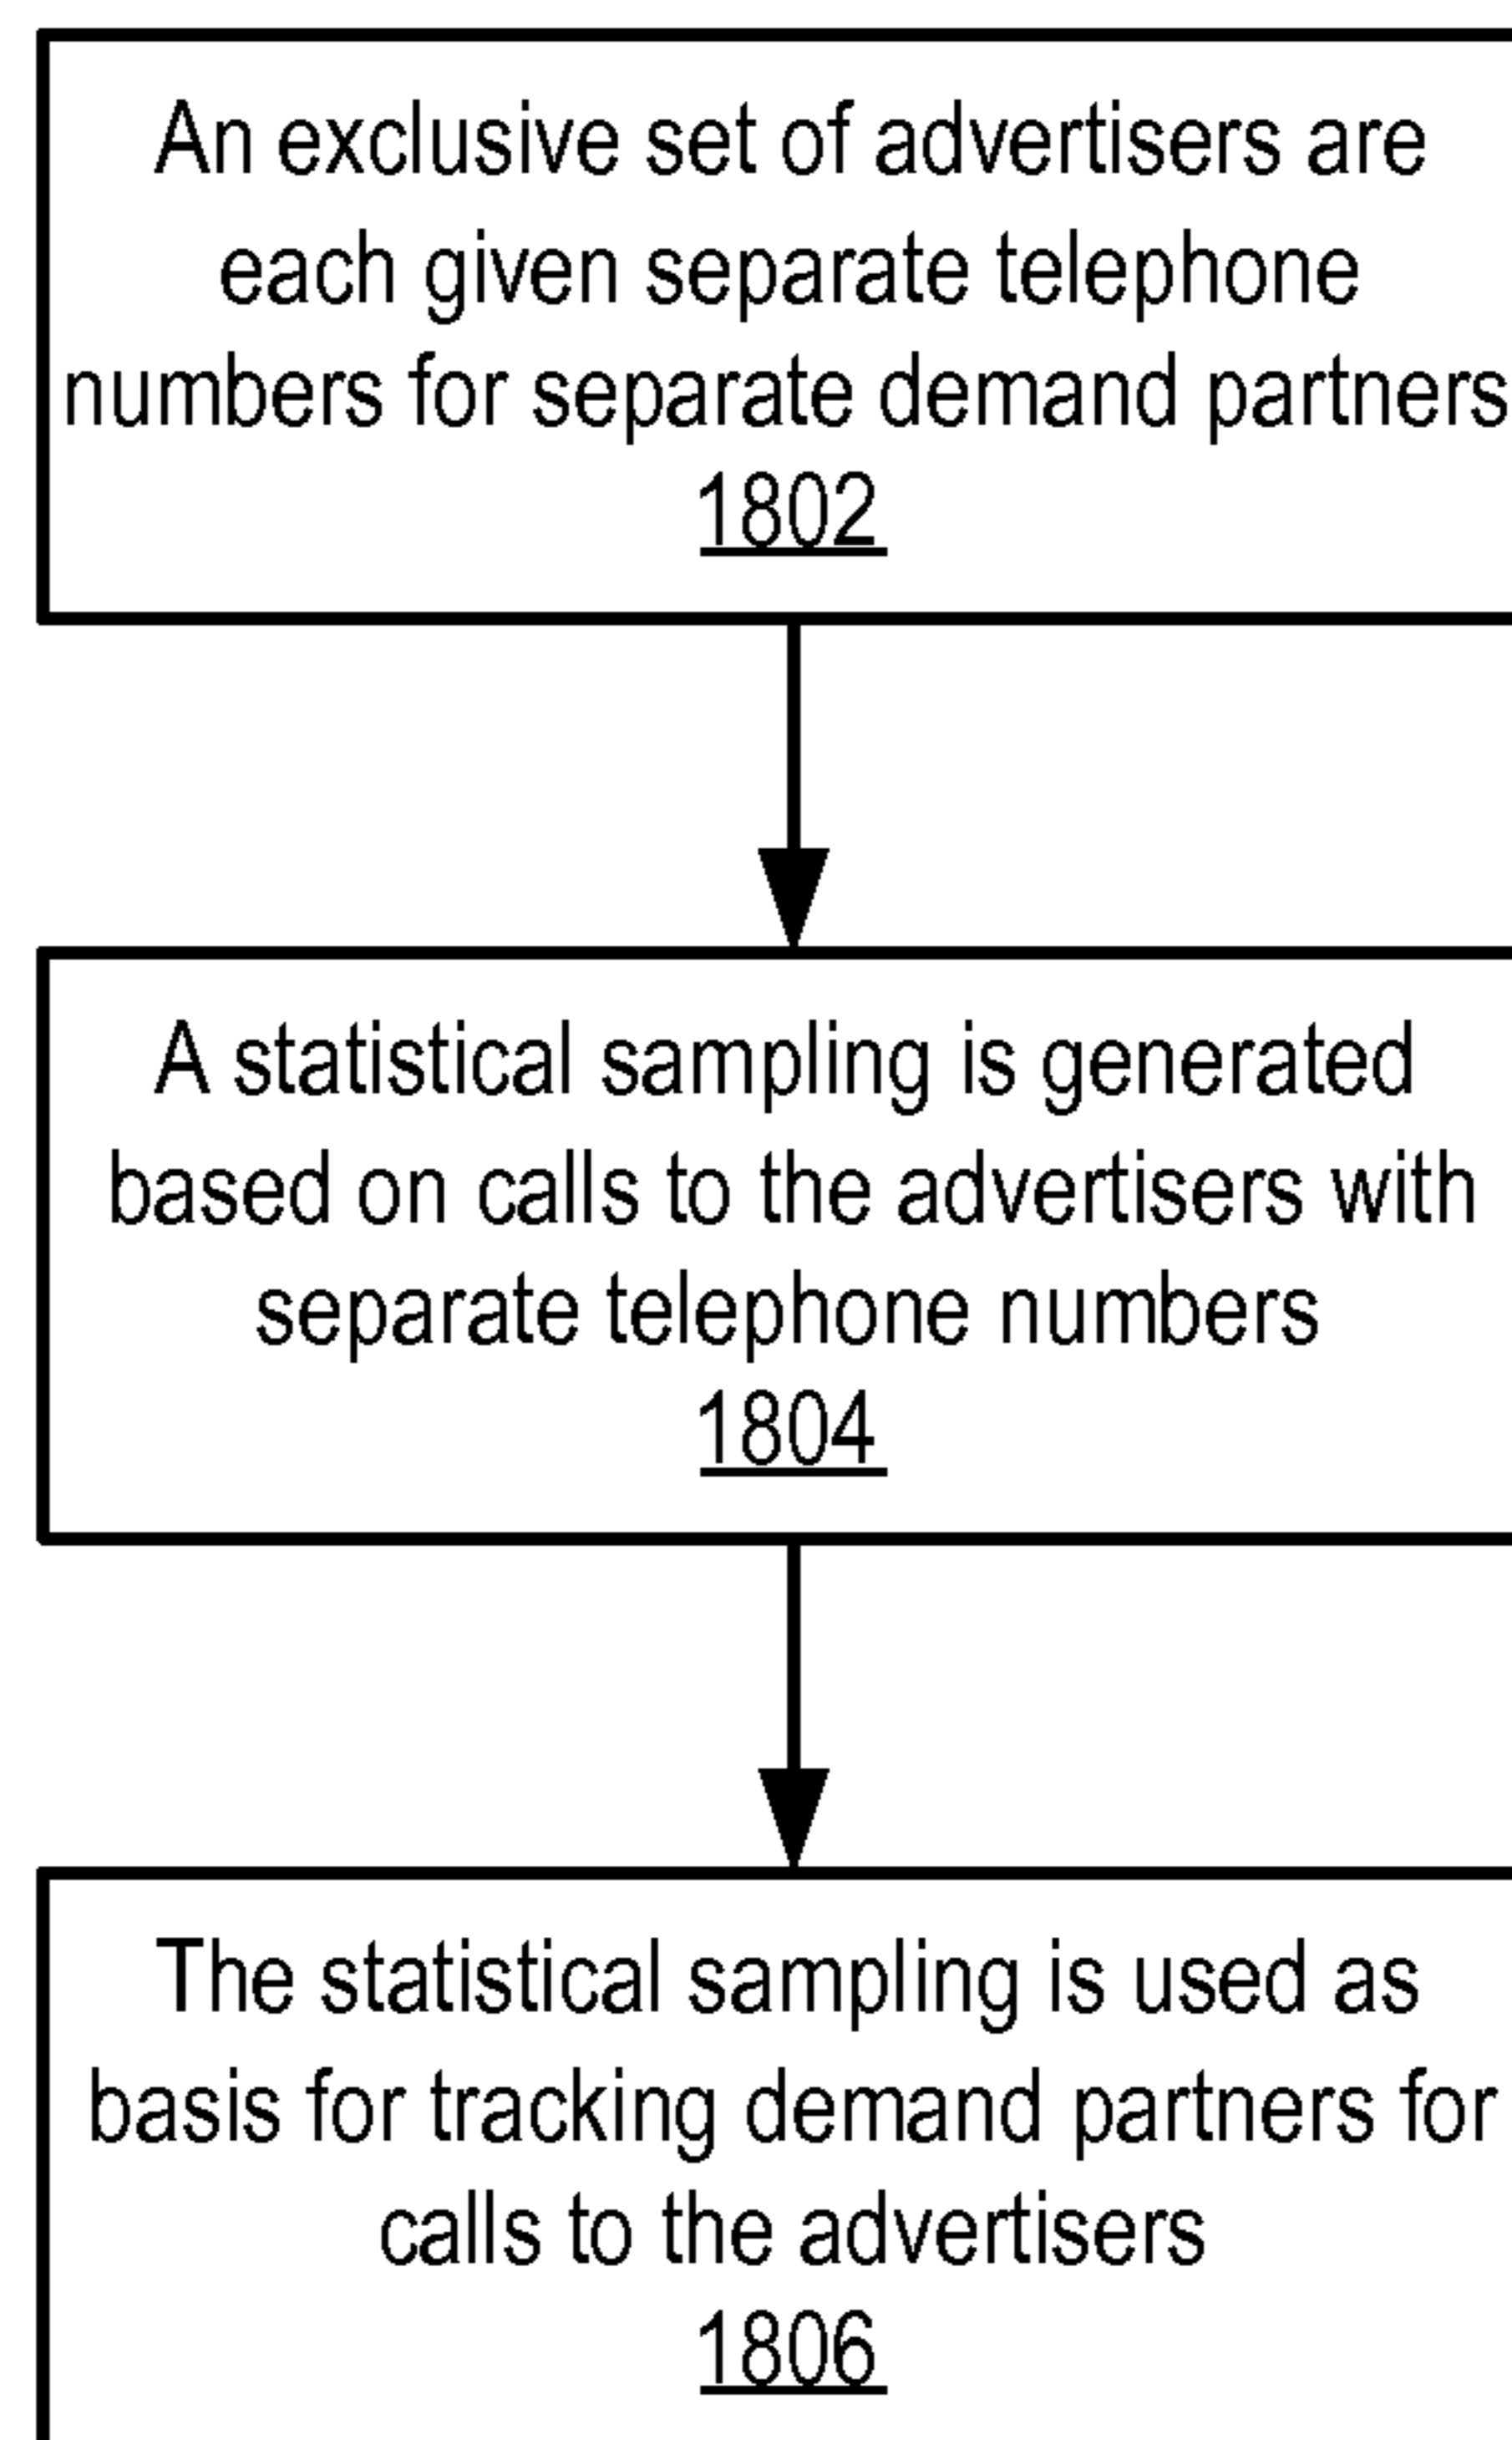 An exclusive set of advertisers are
each given separate telephone
numbers for separate demand partners
1802
A statistical sampling is generated
based on calls to the advertisers with
separate telephone numbers
1804
The statistical sampling is used as
basis for tracking demand partners for
calls to the advertisers
1806